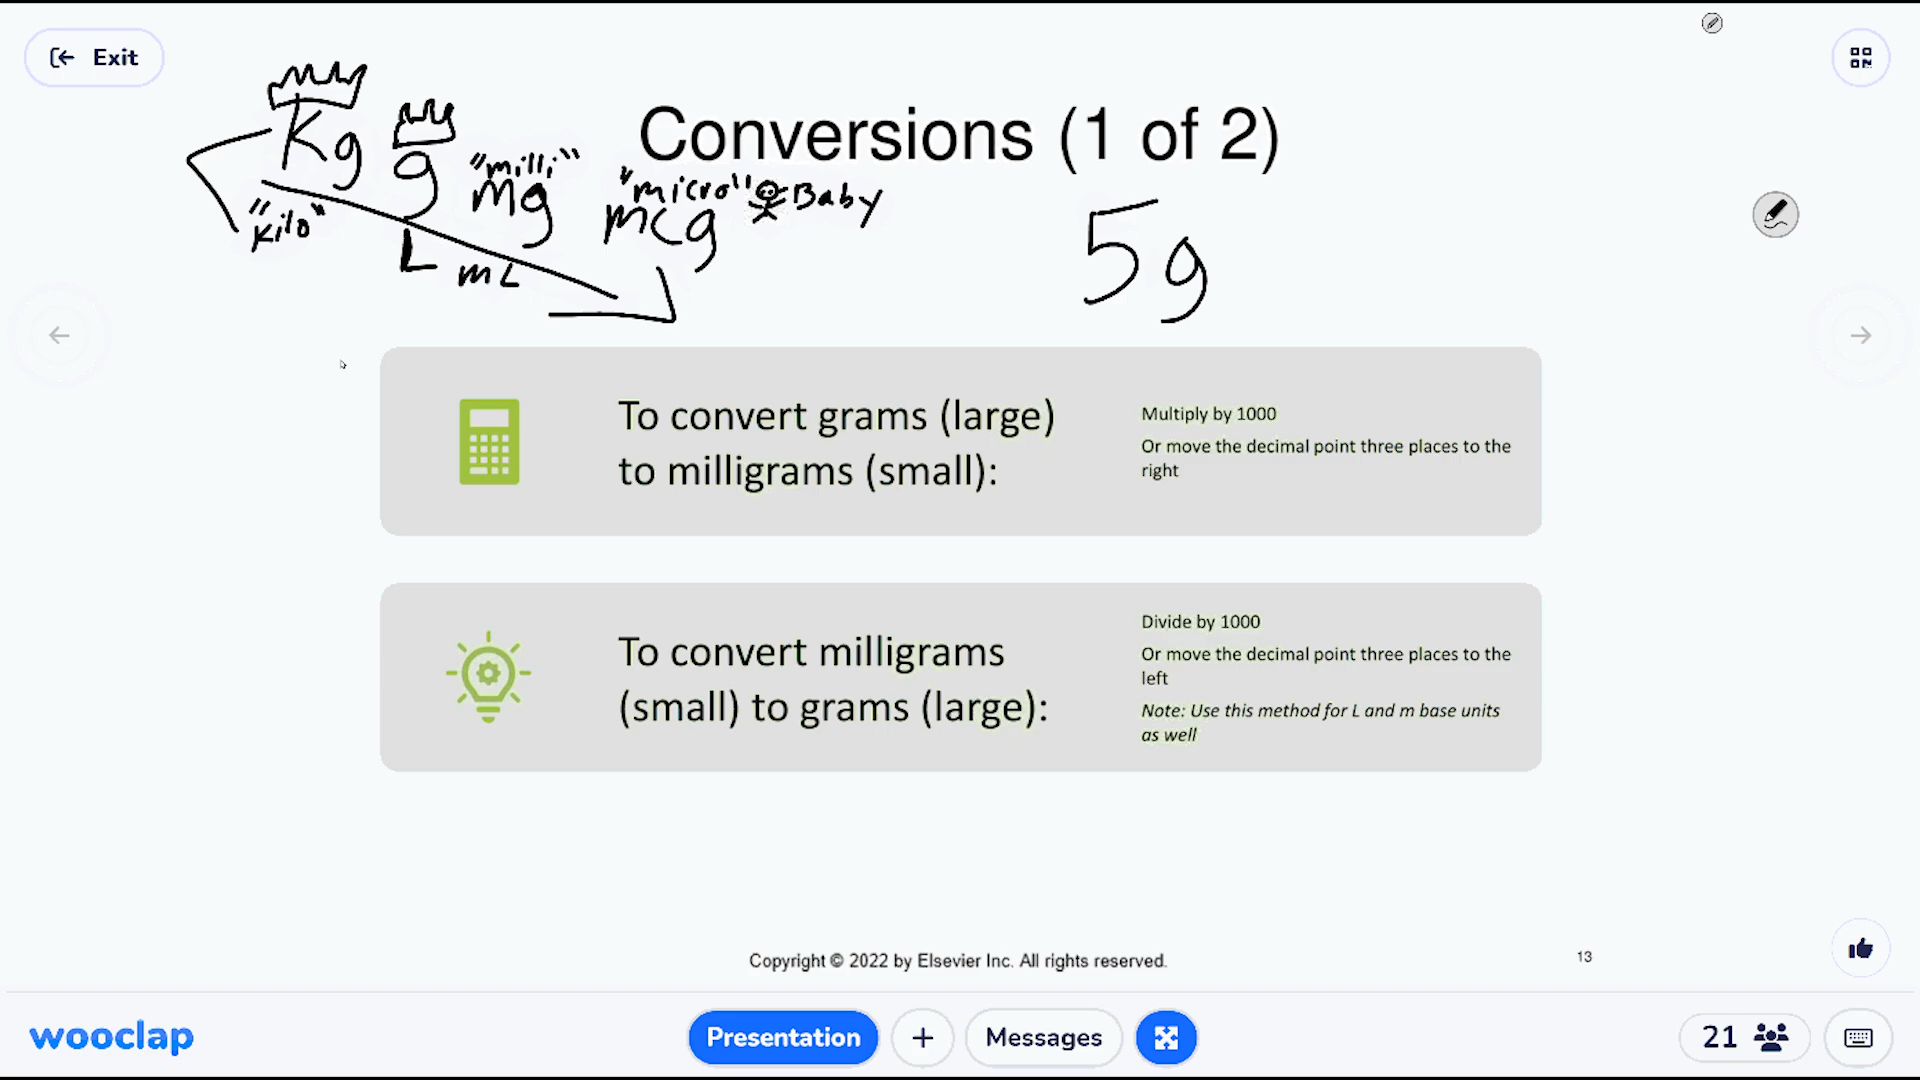 Exit
Conversions (1 of 2)
Kg g "milli" mg "micro" mcg Baby
"Kilo" L mL
5g
To convert grams (large)
to milligrams (small):
Multiply by 1000
Or move the decimal point three places to the
right
To convert milligrams
(small) to grams (large):
Divide by 1000
Or move the decimal point three places to the
left
Note: Use this method for L and m base units
as well
Copyright © 2022 by Elsevier Inc. All rights reserved.
13
wooclap
Presentation
+
Messages
21